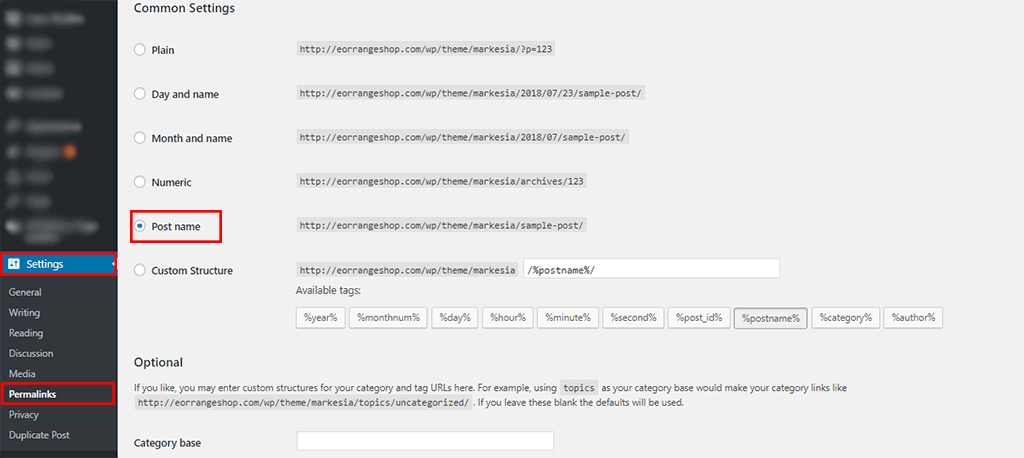 Common Settings
Plain http://eorrangeshop.com/wp/theme/markesia/?p=123
Day and name http://eorrangeshop.com/wp/theme/markesia/2018/07/23/sample-post/
Month and name http://eorrangeshop.com/wp/theme/markesia/2018/07/sample-post/
Numeric http://eorrangeshop.com/wp/theme/markesia/archives/123
Post name http://eorrangeshop.com/wp/theme/markesia/sample-post/
Custom Structure http://eorrangeshop.com/wp/theme/markesia /%postname%/
Available tags:
%year% %monthnum% %day% %hour% %minute% %second% %post_id% %postname% %category% %author%
Optional
If you like, you may enter custom structures for your category and tag URLs here. For example, using topics as your category base would make your category links like
http://eorrangeshop.com/wp/theme/markesia/topics/uncategorized/ . If you leave these blank the defaults will be used.
Category base
Settings
General
Writing
Reading
Discussion
Media
Permalinks
Privacy
Duplicate Post